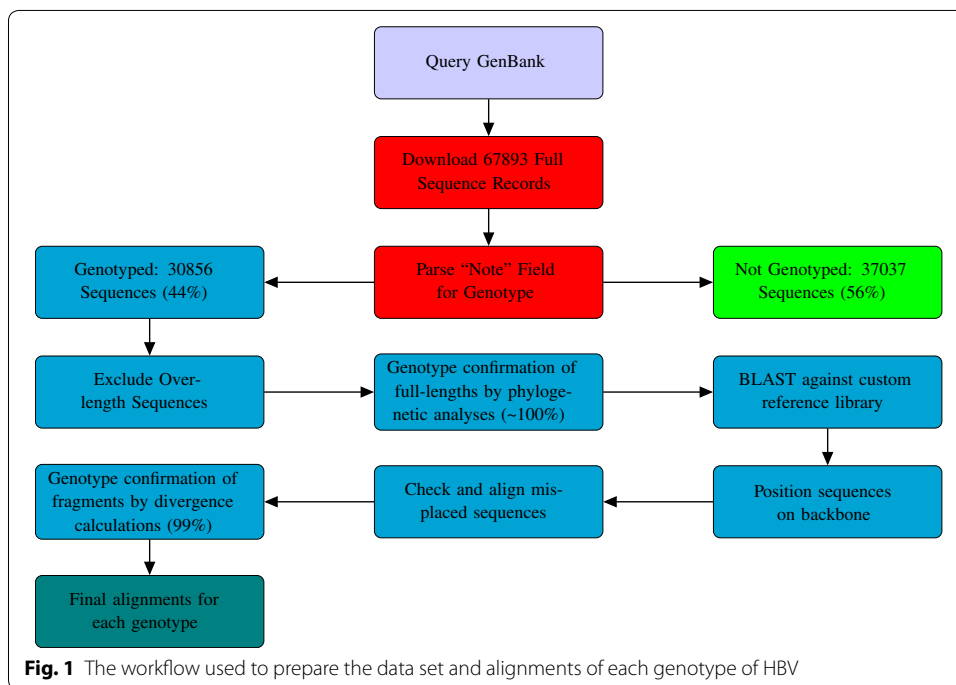 Query GenBank
Download 67893 Full
Sequence Records
Genotyped: 30856
Sequences (44%)
Parse “Note” Field
for Genotype
Not Genotyped: 37037
Sequences (56%)
Exclude Over-
length Sequences
Genotype confirmation of
full-lengths by phyloge-
netic analyses (~100%)
BLAST against custom
reference library
Genotype confirmation of
fragments by divergence
calculations (99%)
Check and align mis-
placed sequences
Position sequences
on backbone
Final alignments for
each genotype
Fig. 1 The workflow used to prepare the data set and alignments of each genotype of HBV